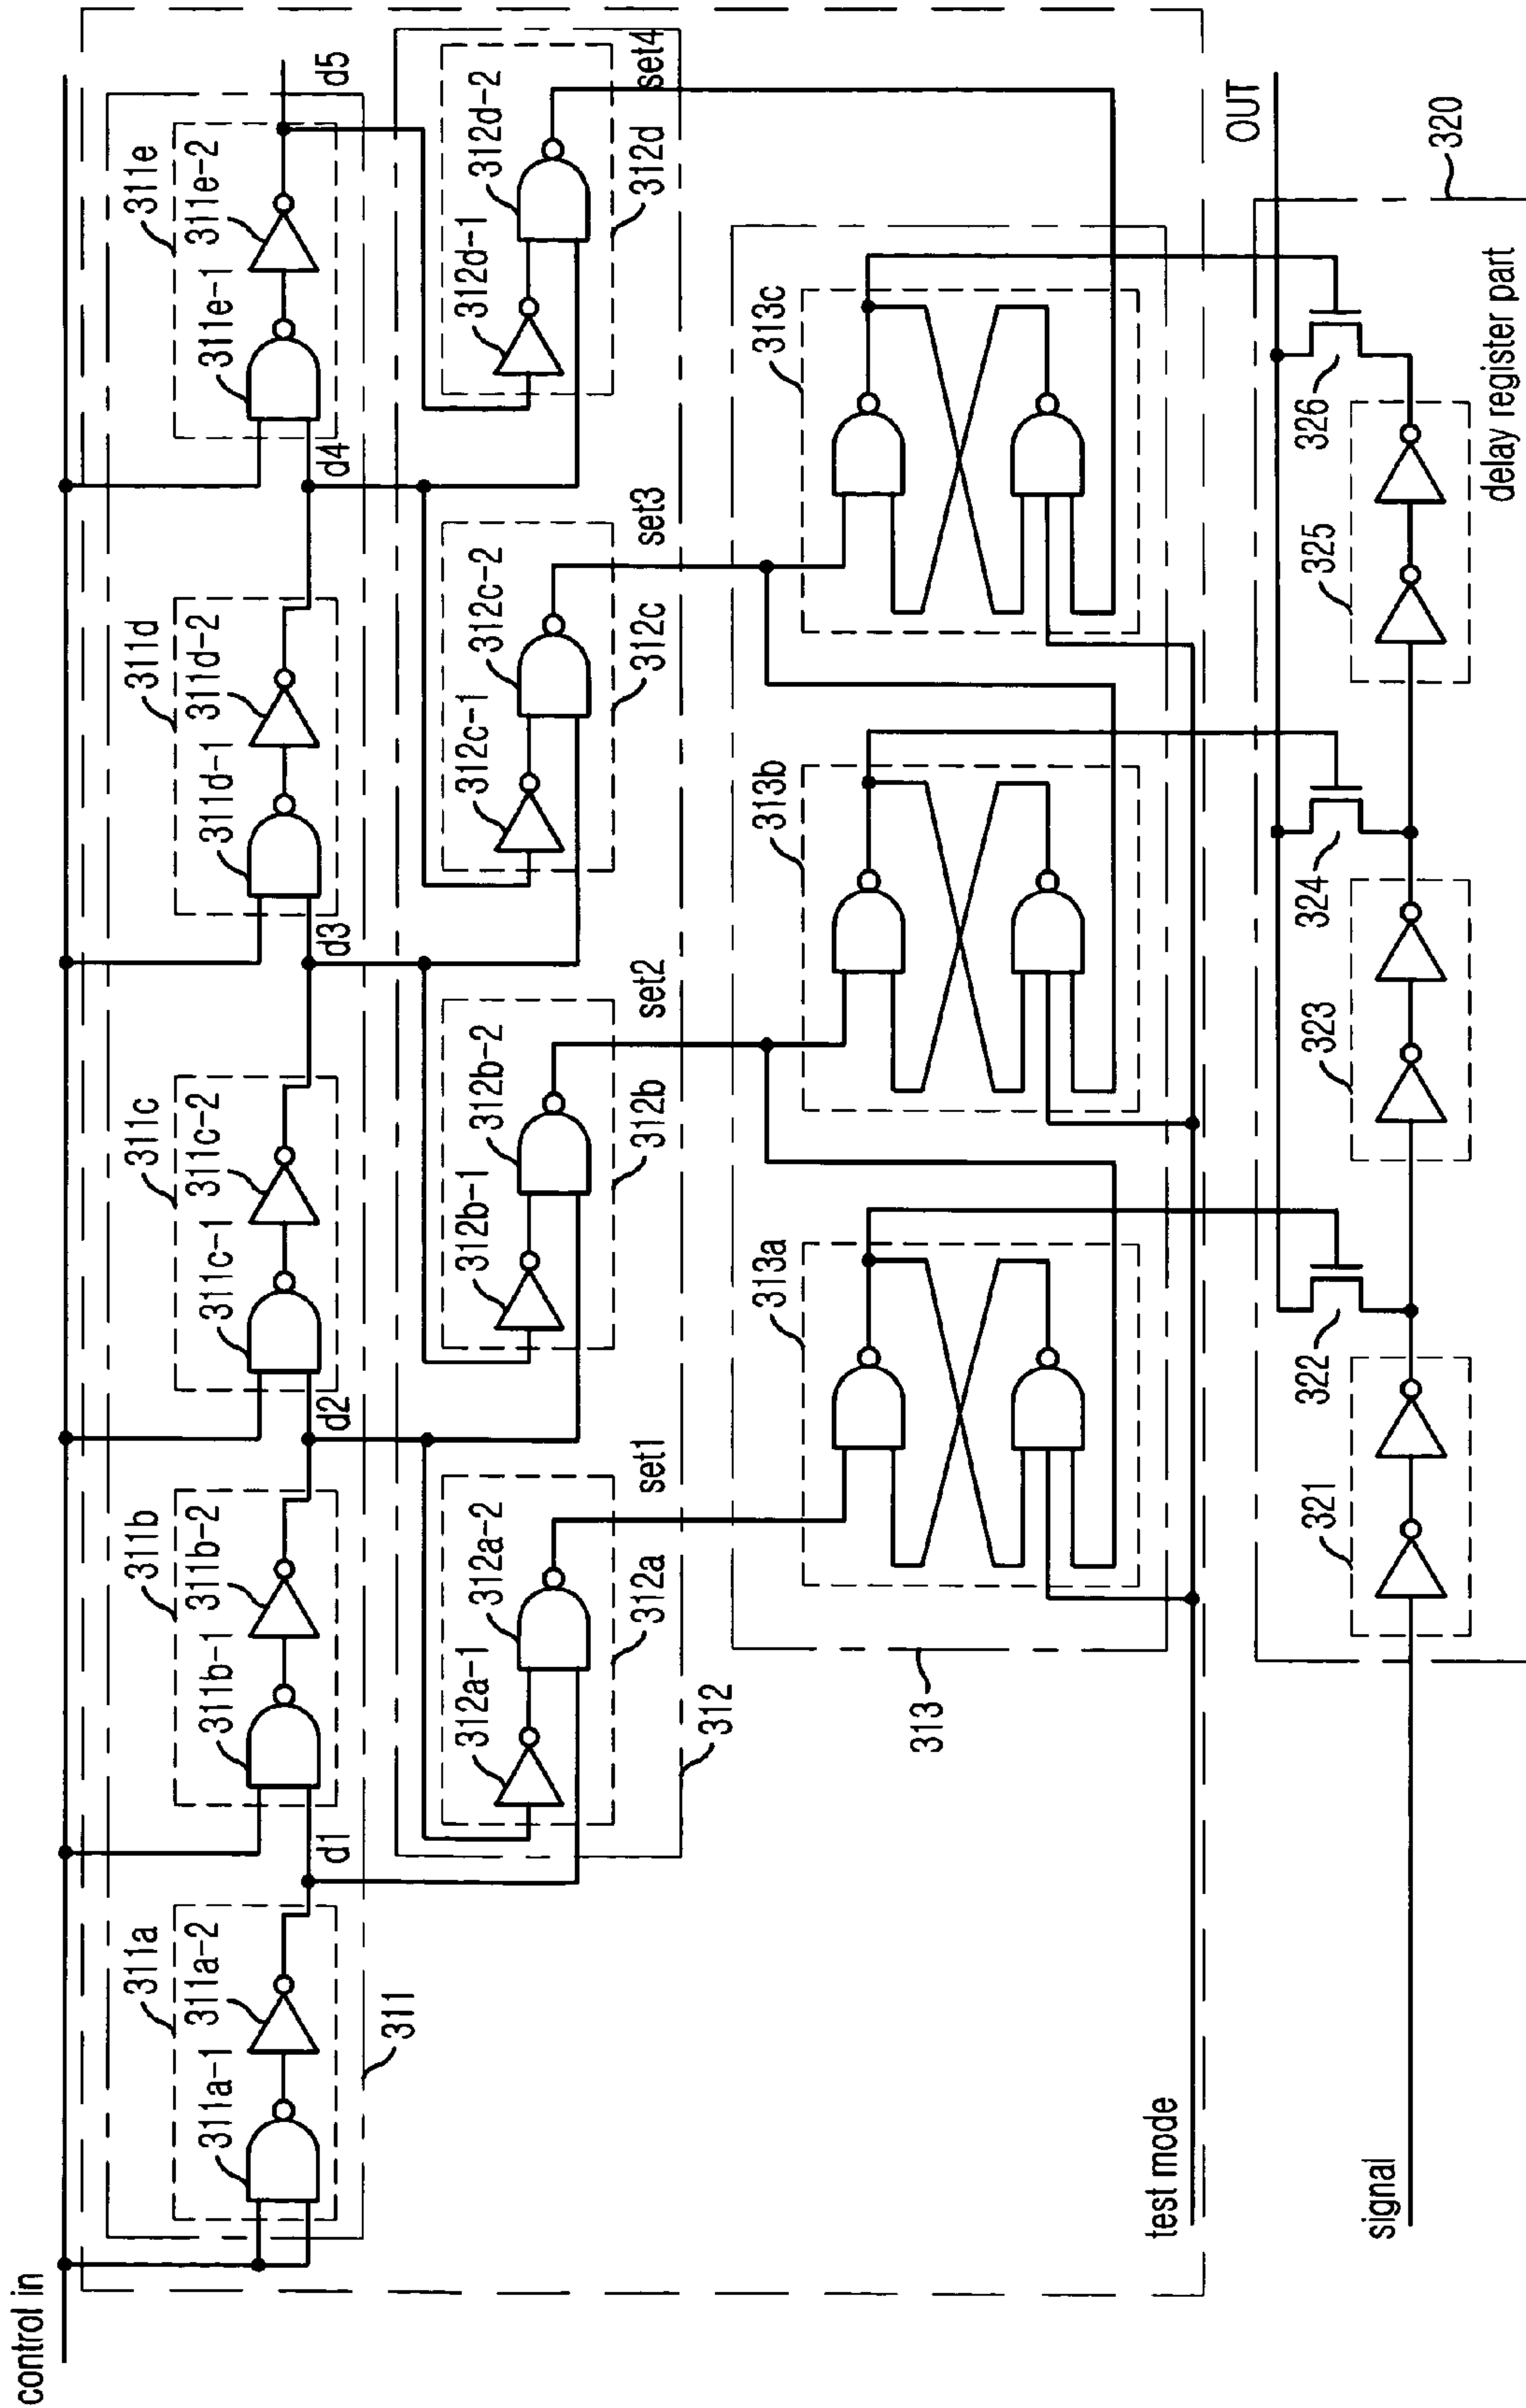 control in
311a
311a-1
311a-2
311
d1
311b
311b-1
311b-2
d2
311c
311c-1
311c-2
d3
311d
311d-1
311d-2
d4
311e
311e-1
311e-2
d5
312a-1
312a-2
312a
set1
312
312b-1
312b-2
312b
set2
312c-1
312c-2
312c
set3
312d-1
312d-2
312d
set4
313
313a
313b
313c
test mode
OUT
signal
321
322
323
324
325
326
320
delay register part